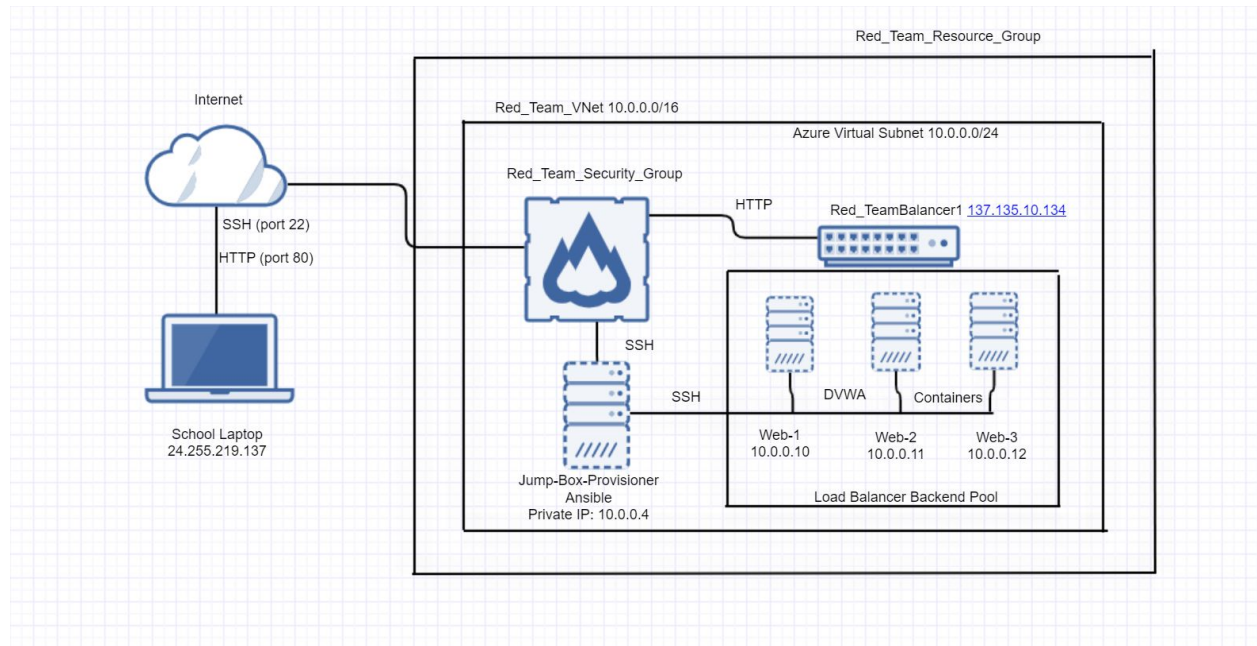 Red_Team_Resource_Group
Internet
Red_Team_VNet 10.0.0.0/16
Azure Virtual Subnet 10.0.0.0/24
Red_Team_Security_Group
SSH (port 22)
HTTP (port 80)
HTTP
Red_TeamBalancer1 137.135.10.134
SSH
SSH
DVWA
Containers
School Laptop
24.255.219.137
Web-1
10.0.0.10
Web-2
10.0.0.11
Web-3
10.0.0.12
Jump-Box-Provisioner
Ansible
Private IP: 10.0.0.4
Load Balancer Backend Pool